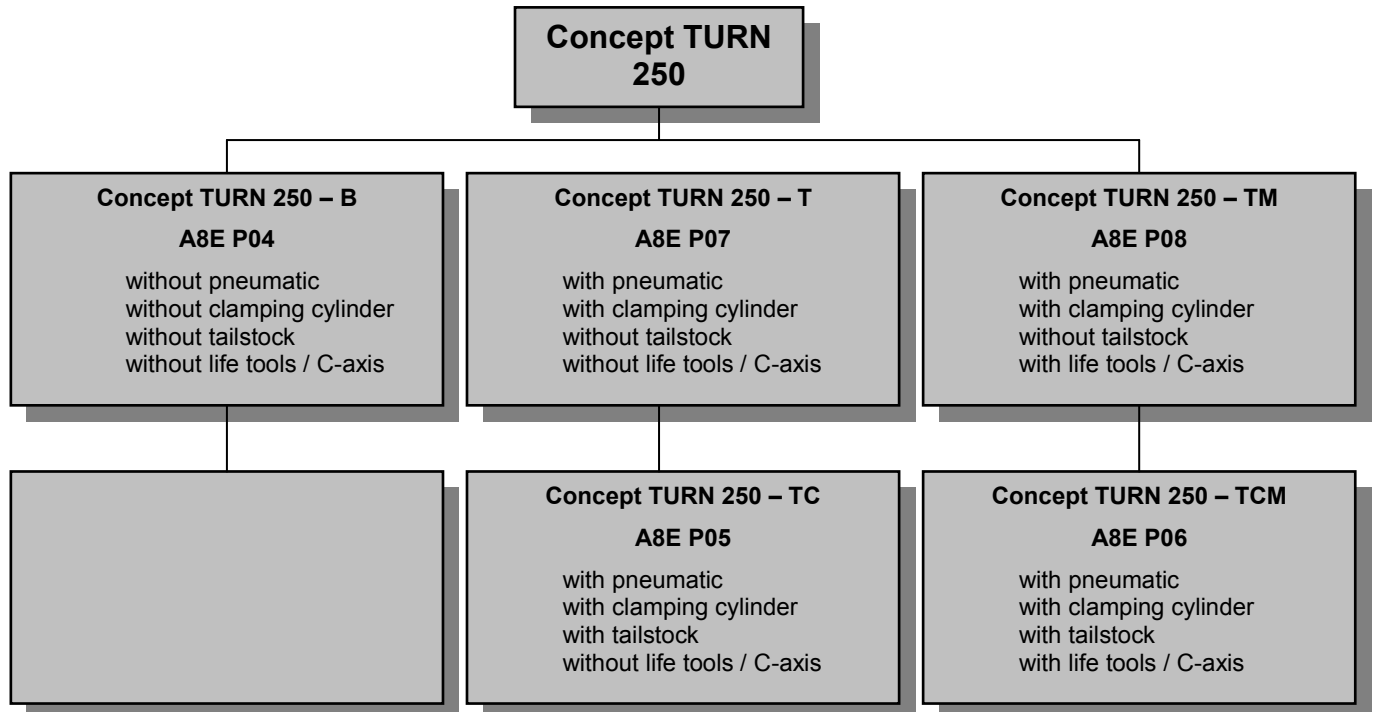 Concept TURN
250
Concept TURN 250 – B
A8E P04
without pneumatic
without clamping cylinder
without tailstock
without life tools / C-axis
Concept TURN 250 – T
A8E P07
with pneumatic
with clamping cylinder
without tailstock
without life tools / C-axis
Concept TURN 250 – TM
A8E P08
with pneumatic
with clamping cylinder
without tailstock
with life tools / C-axis
Concept TURN 250 – TC
A8E P05
with pneumatic
with clamping cylinder
with tailstock
without life tools / C-axis
Concept TURN 250 – TCM
A8E P06
with pneumatic
with clamping cylinder
with tailstock
with life tools / C-axis